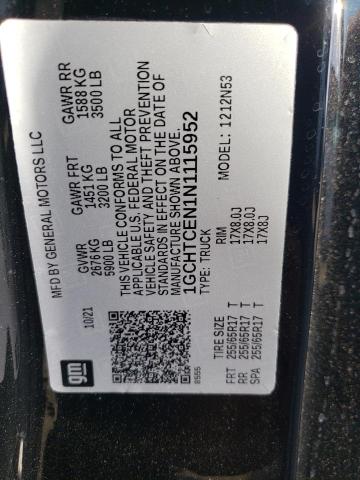 gm
MFD BY GENERAL MOTORS LLC
10/21
GVWR
2676 KG
5900 LB
GAWR FRT
1451 KG
3200 LB
GAWR RR
1588 KG
3500 LB
THIS VEHICLE CONFORMS TO ALL
APPLICABLE U.S. FEDERAL MOTOR
VEHICLE SAFETY AND THEFT PREVENTION
STANDARDS IN EFFECT ON THE DATE OF
MANUFACTURE SHOWN ABOVE.
1GCHTCEN1N1115952
TYPE: TRUCK
MODEL: 1212N53
8555
TIRE SIZE RIM
FRT 255/65R17 T 17X8.0J
RR 255/65R17 T 17X8.0J
SPA 255/65R17 T 17X8J